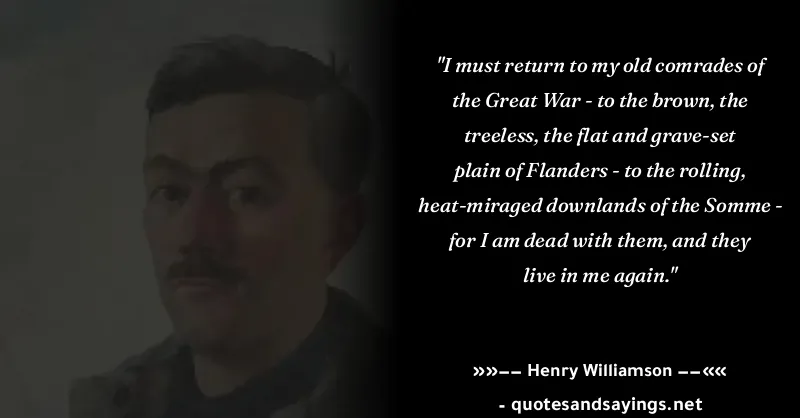 "I must return to my old comrades of
the Great War - to the brown, the
treeless, the flat and grave-set
plain of Flanders - to the rolling,
heat-miraged downlands of the Somme -
for I am dead with them, and they
live in me again."
»»–– Henry Williamson ––««
- quotesandsayings.net